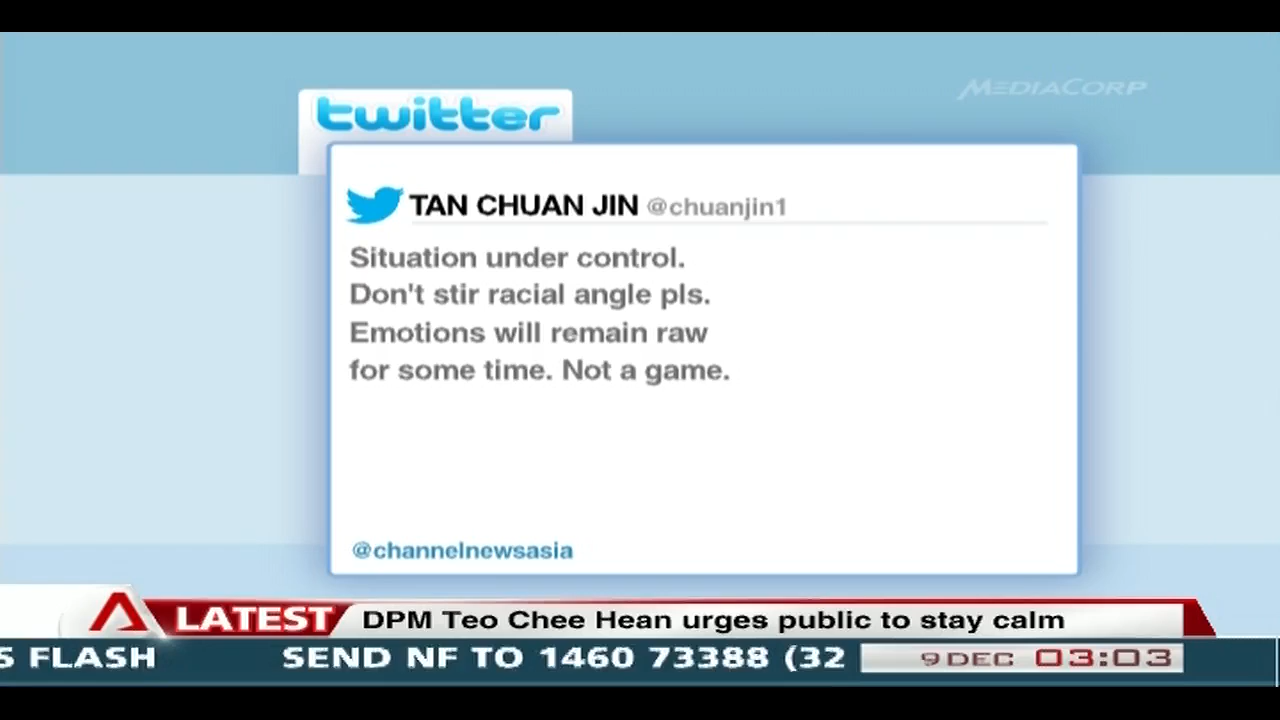 MEDIACORP
twitter
TAN CHUAN JIN @chuanjin1
Situation under control.
Don't stir racial angle pls.
Emotions will remain raw
for some time. Not a game.
@channelnewsasia
LATEST DPM Teo Chee Hean urges public to stay calm
S FLASH SEND NF TO 1460 73388 (32 9 DEC 03:03